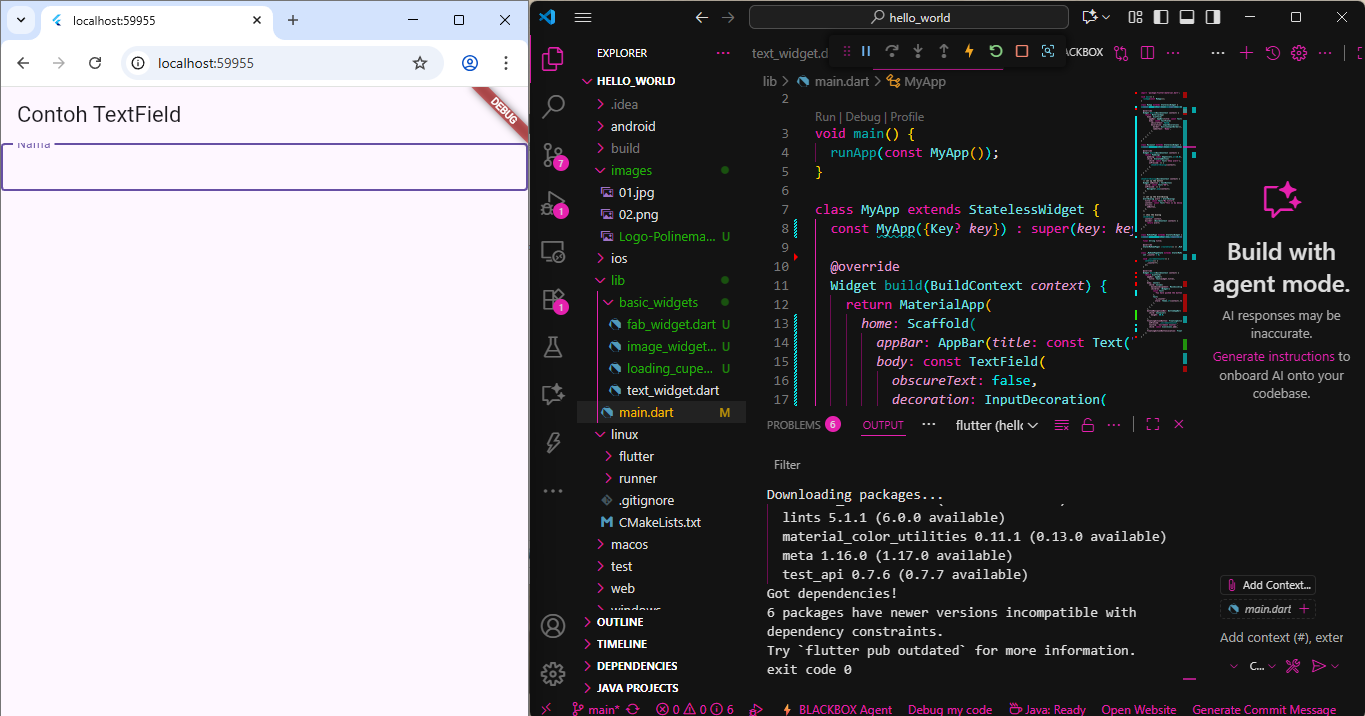 localhost:59955
localhost:59955
Contoh TextField
DEBUG
Nama
hello_world
EXPLORER
HELLO_WORLD
.idea
android
build
images
01.jpg
02.png
Logo-Polinema... U
ios
lib
basic_widgets
fab_widget.dart U
image_widget... U
loading_cupe... U
text_widget.dart
main.dart M
linux
flutter
runner
.gitignore
CMakeLists.txt
macos
test
web
windows
OUTLINE
TIMELINE
DEPENDENCIES
JAVA PROJECTS
7
1
1
text_widget.d
ACKBOX
lib > main.dart > MyApp
2
Run | Debug | Profile
3 void main() {
4 runApp(const MyApp());
5 }
6
7 class MyApp extends StatelessWidget {
8 const MyApp({Key? key}) : super(key: ke
9
10 @override
11 Widget build(BuildContext context) {
12 return MaterialApp(
13 home: Scaffold(
14 appBar: AppBar(title: const Text(
15 body: const TextField(
16 obscureText: false,
17 decoration: InputDecoration(
PROBLEMS 6 OUTPUT ... flutter (hello
Filter
Downloading packages...
lints 5.1.1 (6.0.0 available)
material_color_utilities 0.11.1 (0.13.0 available)
meta 1.16.0 (1.17.0 available)
test_api 0.7.6 (0.7.7 available)
Got dependencies!
6 packages have newer versions incompatible with
dependency constraints.
Try `flutter pub outdated` for more information.
exit code 0
Build with
agent mode.
AI responses may be
inaccurate.
Generate instructions to
onboard AI onto your
codebase.
Add Context...
main.dart +
Add context (#), exter
C...
main* 0 0 6 BLACKBOX Agent Debug my code Java: Ready Open Website Generate Commit Message